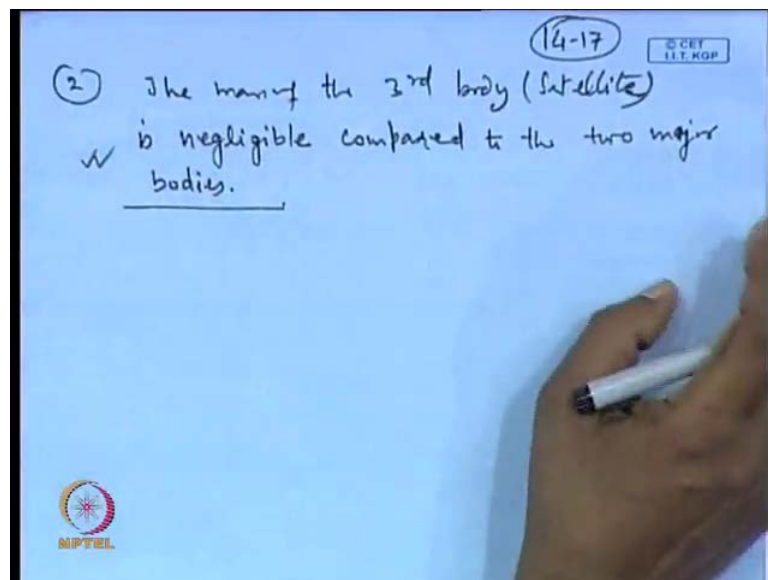 14-17
© CET
I.I.T. KGP
② The mass of the 3rd body (Satellite)
is negligible compared to the two major
bodies.
NPTEL